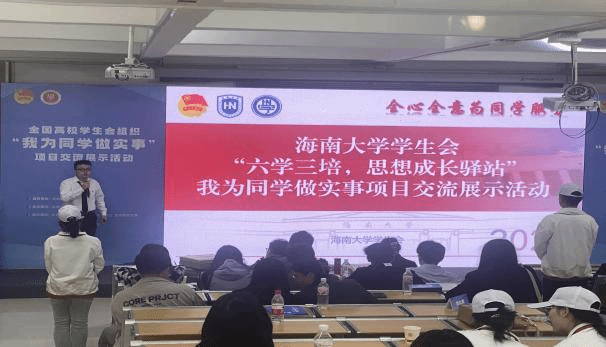 全国高校学生会组织
“我为同学做实事”
项目交流展示活动
全心全意为同学服
海南大学学生会
“六学三培，思想成长驿站”
我为同学做实事项目交流展示活动
海南大学学生会
202
CORE PRJCT